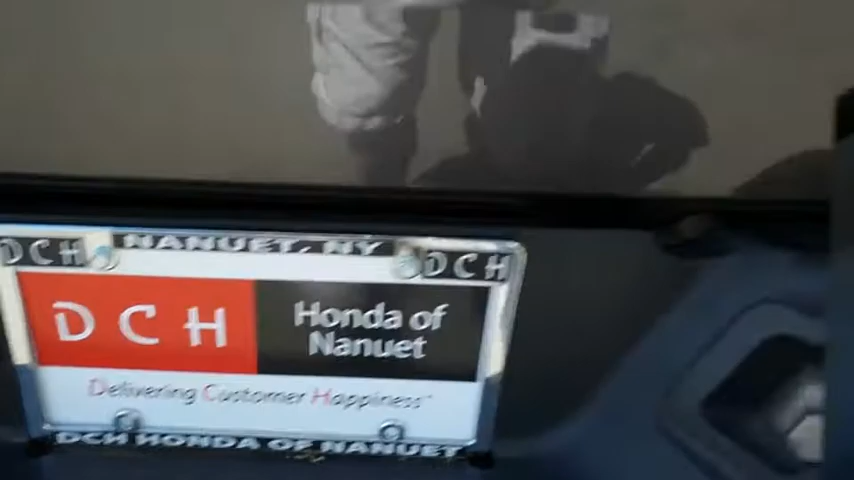 NANUET, NY
DCH DCH
DCH Honda of
Nanuet
Delivering Customer Happiness
DCH HONDA OF NANUET